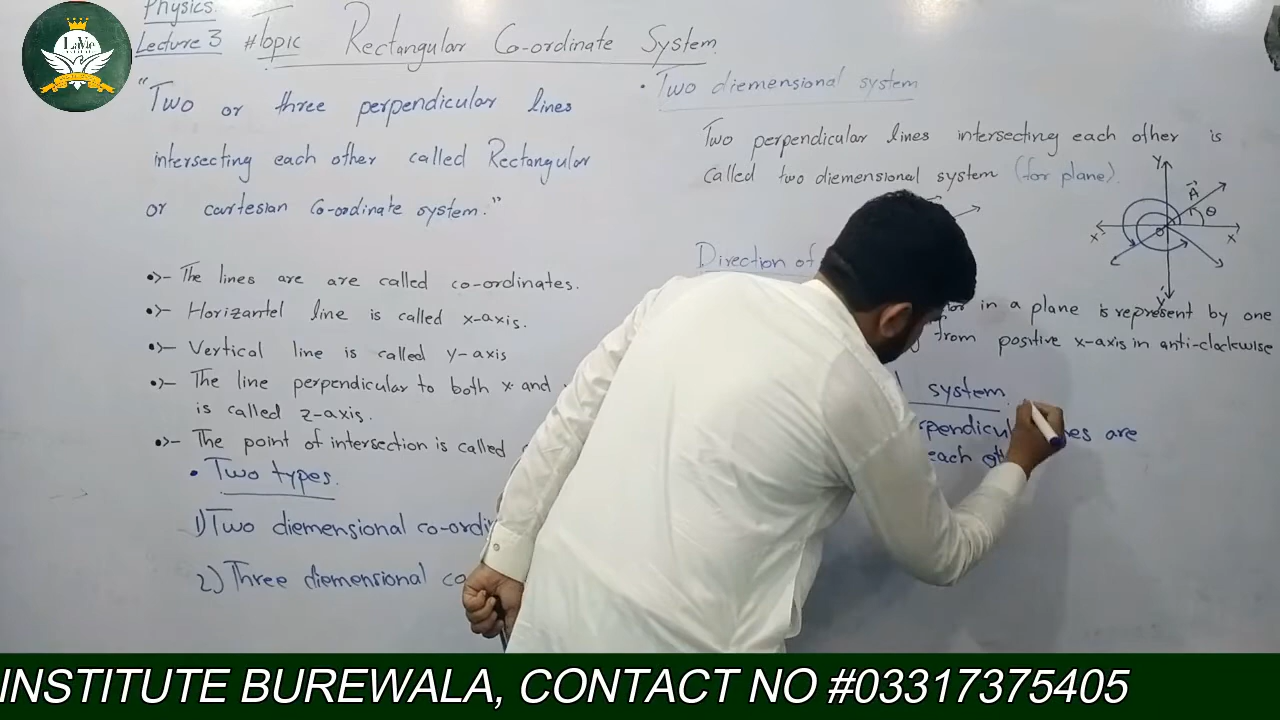 Physics
Lecture 3 #Topic Rectangular Co-ordinate System
"Two or three perpendicular lines
intersecting each other called Rectangular
or cartesian Co-ordinate system."
•:- The lines are are called co-ordinates.
•:- Horizantel line is called x-axis.
•:- Vertical line is called y-axis
•:- The line perpendicular to both x and
is called z-axis.
•:- The point of intersection is called
• Two types.
1) Two diemensional co-ordi
2) Three diemensional co
• Two diemensional system
Two perpendicular lines intersecting each other is
called two diemensional system (for plane).
Y
A
θ
X' O X
Y'
Direction of
in a plane is represent by one
from positive x-axis in anti-clockwise
system.
are
each
LaVie
INSTITUTE BUREWALA, CONTACT NO #03317375405